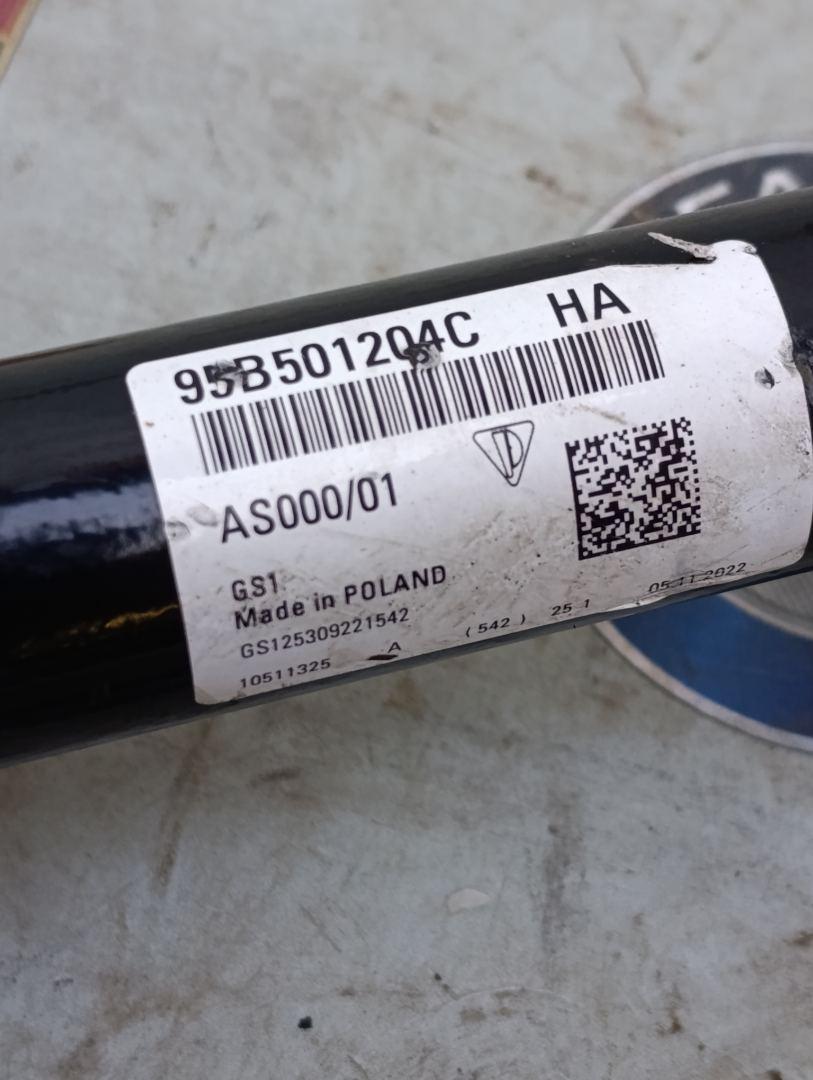 95B501204C HA
AS000/01
GS1
Made in POLAND
GS125309221542
10511325 A (542) 25 1 05.11.2022